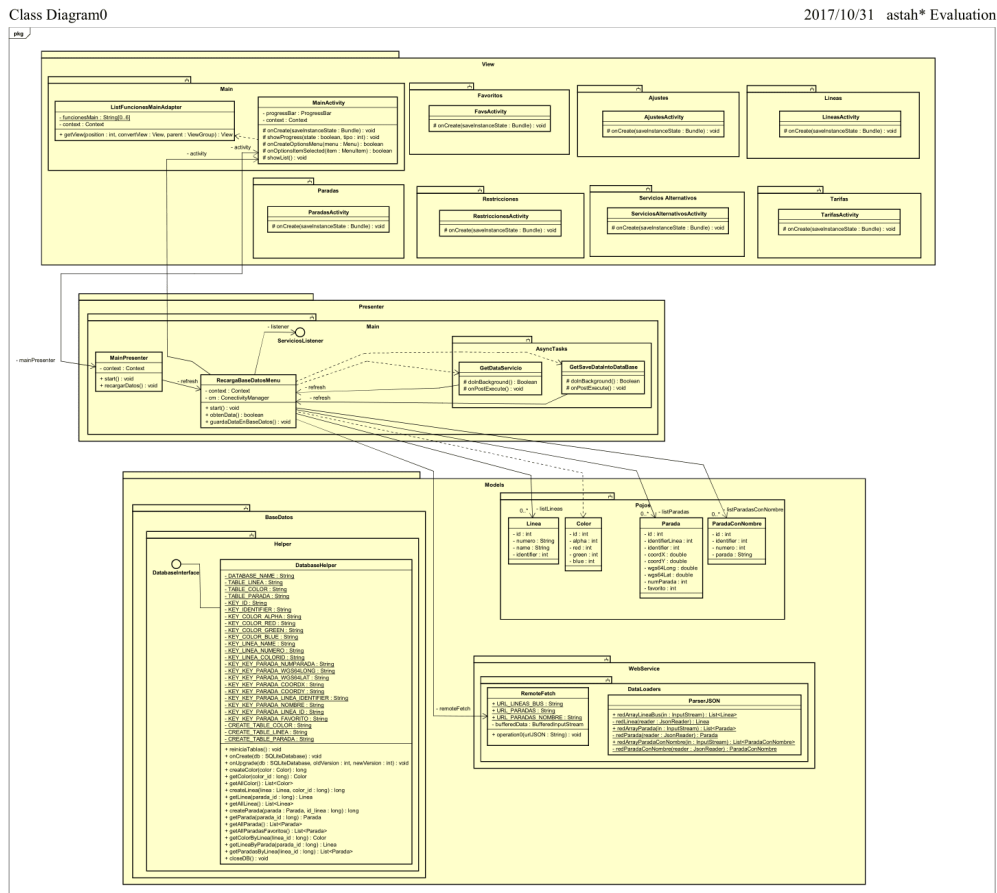 Class Diagram0
2017/10/31 astah* Evaluation
pkg
View
Main
ListFuncionesMainAdapter
- funcionesMain : String[0..6]
- context : Context
+ getView(position : int, convertView : View, parent : ViewGroup) : View
MainActivity
- progressBar : ProgressBar
- context : Context
# onCreate(saveInstanceState : Bundle) : void
# showProgress(state : boolean, tipo : int) : void
# onCreateOptionsMenu(menu : Menu) : boolean
# onOptionsItemSelected(item : MenuItem) : boolean
# showList() : void
- activity
- activity
Favoritos
FavsActivity
# onCreate(saveInstanceState : Bundle) : void
Ajustes
AjustesActivity
# onCreate(saveInstanceState : Bundle) : void
Lineas
LineasActivity
# onCreate(saveInstanceState : Bundle) : void
Paradas
ParadasActivity
# onCreate(saveInstanceState : Bundle) : void
Restricciones
RestriccionesActivity
# onCreate(saveInstanceState : Bundle) : void
Servicios Alternativos
ServiciosAlternativosActivity
# onCreate(saveInstanceState : Bundle) : void
Tarifas
TarifasActivity
# onCreate(saveInstanceState : Bundle) : void
Presenter
Main
- listener
ServiciosListener
- mainPresenter
MainPresenter
- context : Context
+ start() : void
+ recargarDatos() : void
- refresh
RecargaBaseDatosMenu
- context : Context
- cm : ConectivityManager
+ start() : void
+ obtenData() : boolean
+ guardaDataEnBaseDatos() : void
- refresh
- refresh
AsyncTasks
GetDataServicio
# doInBackground() : Boolean
# onPostExecute() : void
GetSaveDataIntoDataBase
# doInBackground() : Boolean
# onPostExecute() : void
Models
BaseDatos
Helper
DatabaseInterface
DatabaseHelper
- DATABASE_NAME : String
- TABLE_LINEA : String
- TABLE_COLOR : String
- TABLE_PARADA : String
- KEY_ID : String
- KEY_IDENTIFIER : String
- KEY_COLOR_ALPHA : String
- KEY_COLOR_RED : String
- KEY_COLOR_GREEN : String
- KEY_COLOR_BLUE : String
- KEY_LINEA_NAME : String
- KEY_LINEA_NUMERO : String
- KEY_LINEA_COLORID : String
- KEY_KEY_PARADA_NUMPARADA : String
- KEY_KEY_PARADA_WGS64LONG : String
- KEY_KEY_PARADA_WGS64LAT : String
- KEY_KEY_PARADA_COORDX : String
- KEY_KEY_PARADA_COORDY : String
- KEY_KEY_PARADA_LINEA_IDENTIFIER : String
- KEY_KEY_PARADA_NOMBRE : String
- KEY_KEY_PARADA_LINEA_ID : String
- KEY_KEY_PARADA_FAVORITO : String
- CREATE_TABLE_COLOR : String
- CREATE_TABLE_LINEA : String
- CREATE_TABLE_PARADA : String
+ reiniciaTablas() : void
+ onCreate(db : SQLiteDatabase) : void
+ onUpgrade(db : SQLiteDatabase, oldVersion : int, newVersion : int) : void
+ createColor(color : Color) : long
+ getColor(color_id : long) : Color
+ getAllColor() : List<Color>
+ createLinea(linea : Linea, color_id : long) : long
+ getLinea(parada_id : long) : Linea
+ getAllLinea() : List<Linea>
+ createParada(parada : Parada, id_linea : long) : long
+ getParada(parada_id : long) : Parada
+ getAllParada() : List<Parada>
+ getAllParadasFavoritos() : List<Parada>
+ getColorByLinea(linea_id : long) : Color
+ getLineaByParada(parada_id : long) : Linea
+ getParadasByLinea(linea_id : long) : List<Parada>
+ closeDB() : void
Pojos
0..*
- listLineas
Linea
- id : int
- numero : String
- name : String
- identifier : int
Color
- id : int
- alpha : int
- red : int
- green : int
- blue : int
0..*
- listParadas
Parada
- id : int
- identifierLinea : int
- identifier : int
- coordX : double
- coordY : double
- wgs64Long : double
- wgs64Lat : double
- numParada : int
- favorito : int
0..*
- listParadasConNombre
ParadaConNombre
- id : int
- identifier : int
- numero : int
- parada : String
WebService
DataLoaders
- remoteFetch
RemoteFetch
+ URL_LINEAS_BUS : String
+ URL_PARADAS : String
+ URL_PARADAS_NOMBRE : String
- bufferedData : BufferedInputStream
+ operation0(urlJSON : String) : void
ParserJSON
+ redArrayLineaBus(in : InputStream) : List<Linea>
- redLinea(reader : JsonReader) : Linea
+ redArrayParada(in : InputStream) : List<Parada>
- redParada(reader : JsonReader) : Parada
+ redArrayParadaConNombre(in : InputStream) : List<ParadaConNombre>
- redParadaConNombre(reader : JsonReader) : ParadaConNombre